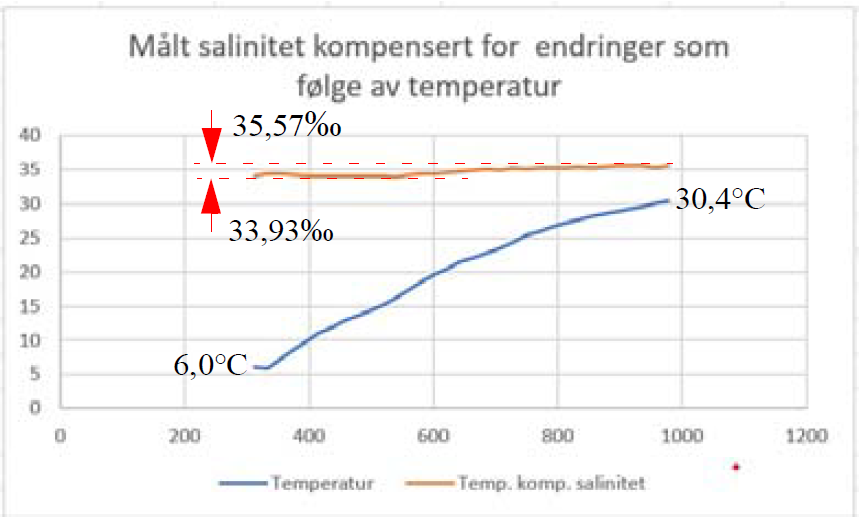 Målt salinitet kompensert for endringer som
følge av temperatur
35,57‰
40
35
30
25
20
15
10
5
0
33,93‰
30,4°C
6,0°C
0 200 400 600 800 1000 1200
Temperatur Temp. komp. salinitet